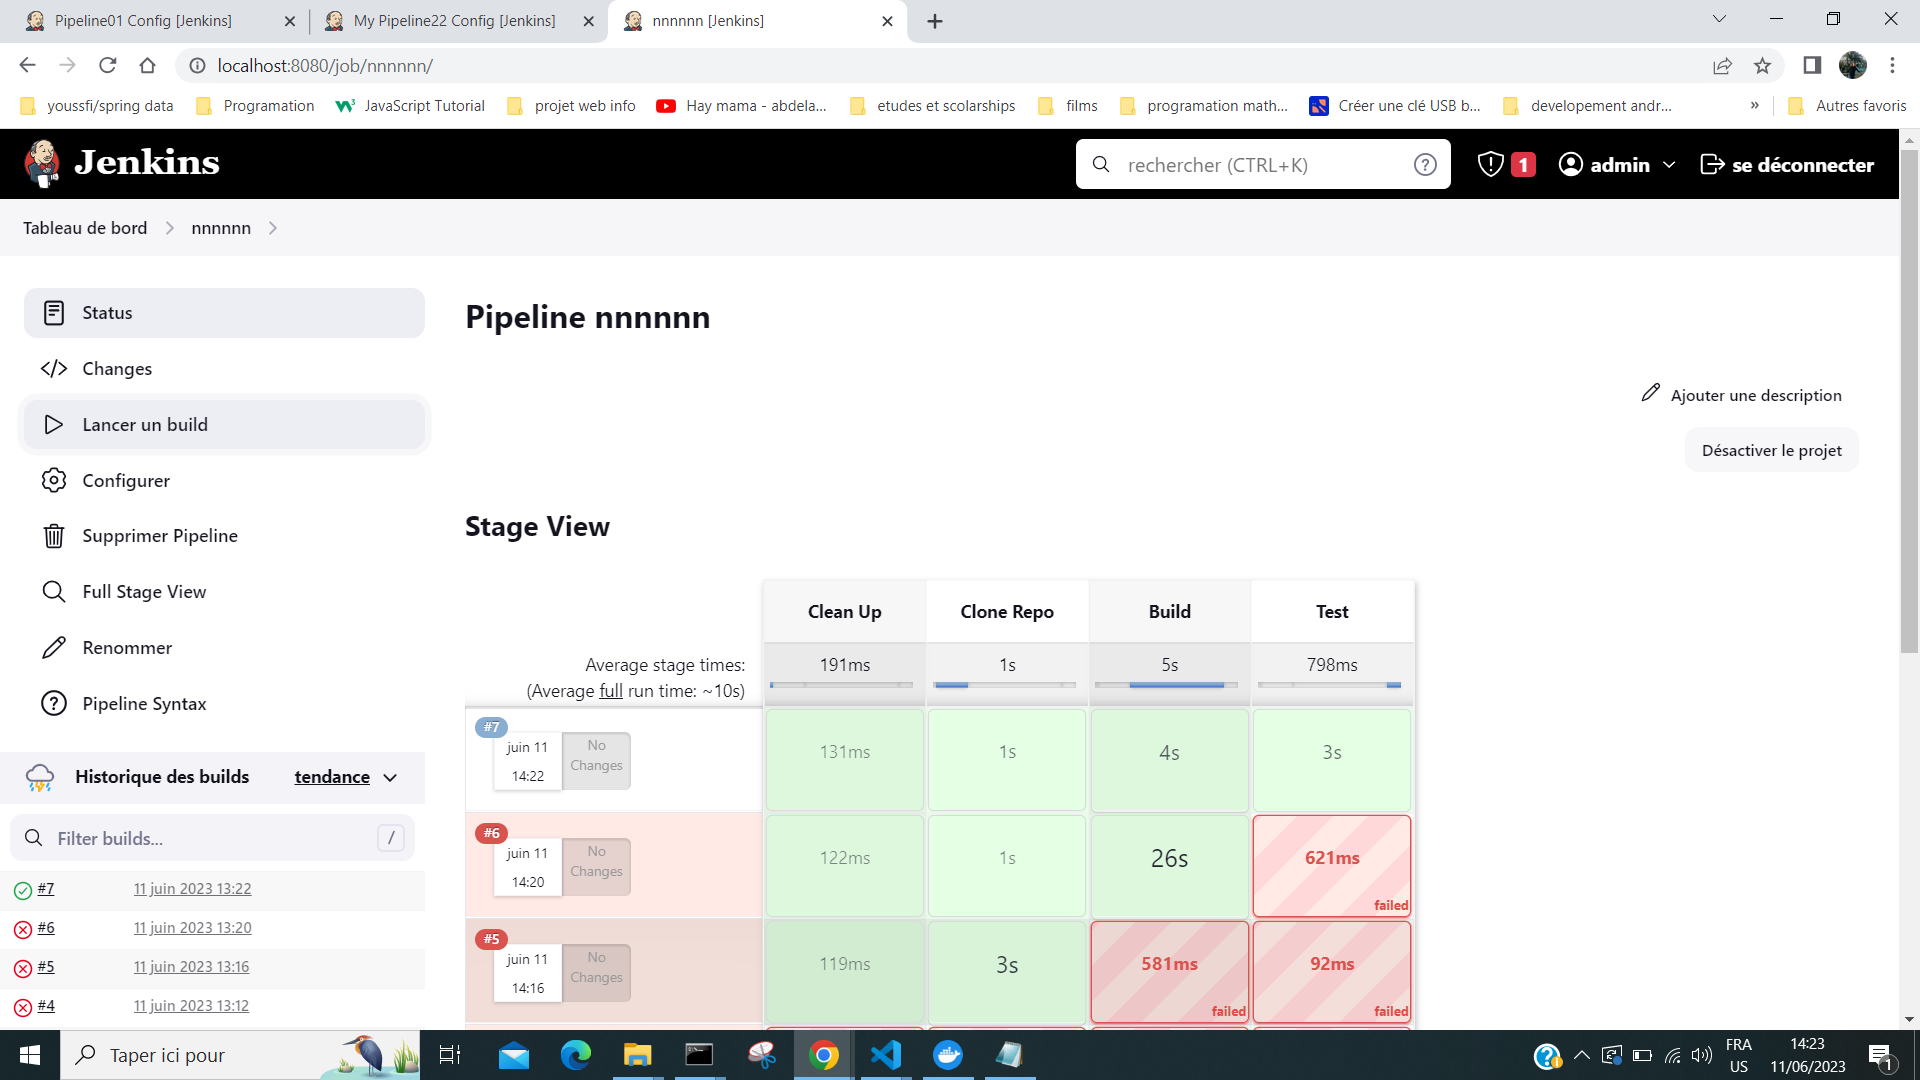 Pipeline01 Config [Jenkins]
My Pipeline22 Config [Jenkins]
nnnnnn [Jenkins]
localhost:8080/job/nnnnnn/
youssfi/spring data
Programation
JavaScript Tutorial
projet web info
Hay mama - abdela...
etudes et scolarships
films
programation math...
Créer une clé USB b...
developement andr...
»
Autres favoris
Jenkins
rechercher (CTRL+K)
1
admin
se déconnecter
Tableau de bord
nnnnnn
Status
Changes
Lancer un build
Configurer
Supprimer Pipeline
Full Stage View
Renommer
Pipeline Syntax
Historique des builds
tendance
Filter builds...
/
#7
11 juin 2023 13:22
#6
11 juin 2023 13:20
#5
11 juin 2023 13:16
#4
11 juin 2023 13:12
Pipeline nnnnnn
Ajouter une description
Désactiver le projet
Stage View
Clean Up
Clone Repo
Build
Test
Average stage times:
(Average full run time: ~10s)
191ms
1s
5s
798ms
#7
juin 11
14:22
No
Changes
131ms
1s
4s
3s
#6
juin 11
14:20
No
Changes
122ms
1s
26s
621ms
failed
#5
juin 11
14:16
No
Changes
119ms
3s
581ms
failed
92ms
failed
Taper ici pour
FRA
US
14:23
11/06/2023
1